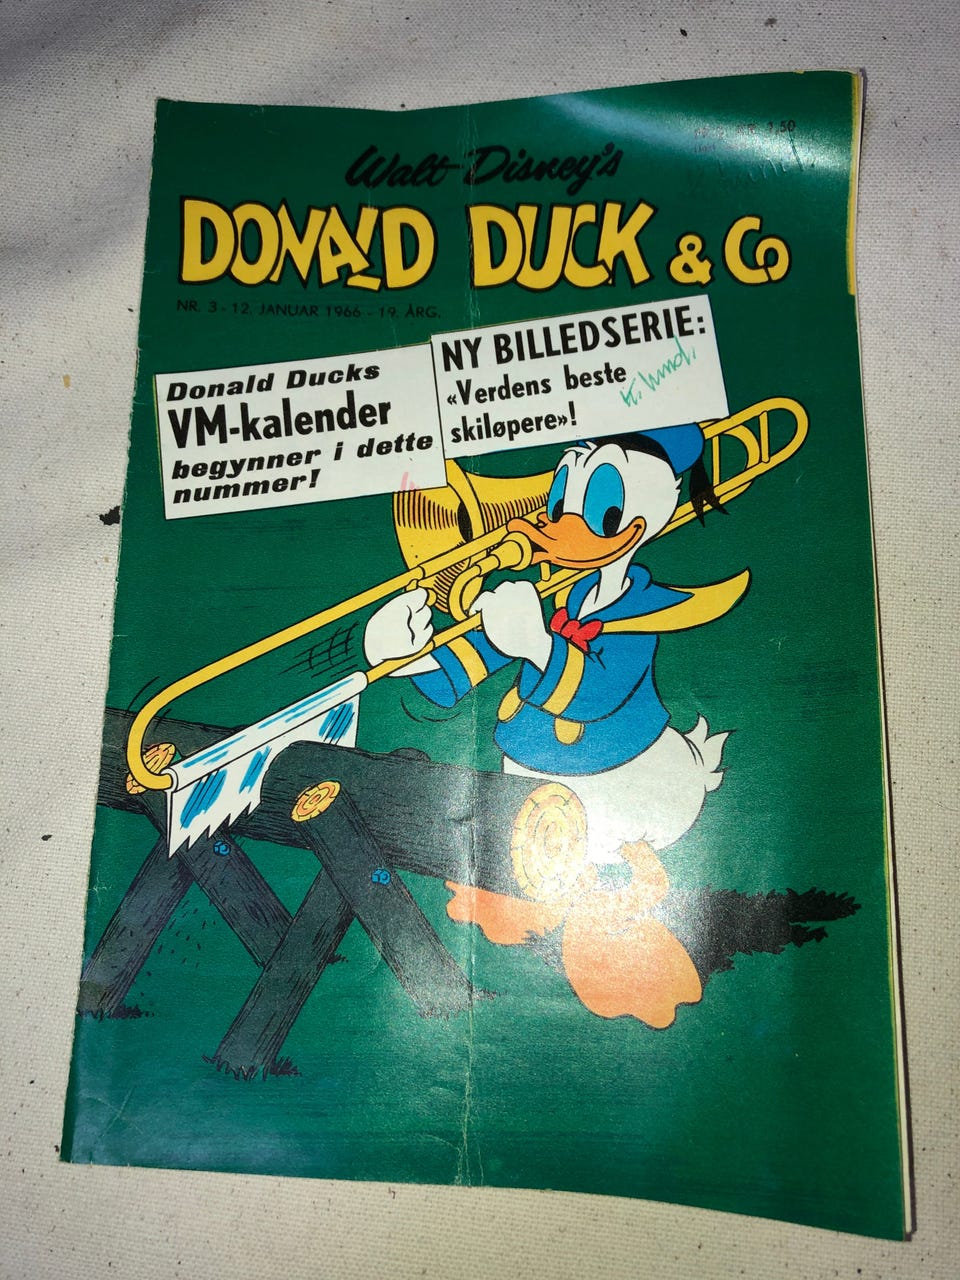 Walt Disney's
DONALD DUCK & Co
NR. 3 - 12. JANUAR 1966 - 19. ÅRG.
Donald Ducks
VM-kalender
begynner i dette
nummer!
NY BILLEDSERIE:
«Verdens beste
skiløpere»!